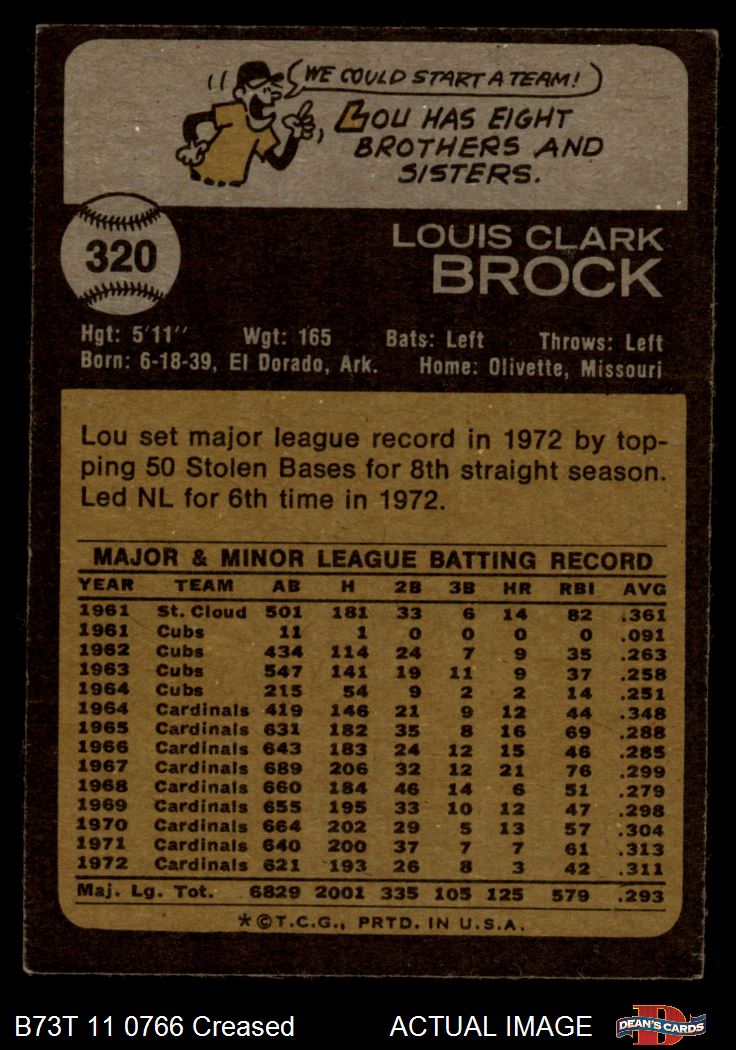 WE COULD START A TEAM!
LOU HAS EIGHT
BROTHERS AND
SISTERS.
320
LOUIS CLARK
BROCK
Hgt: 5'11'' Wgt: 165 Bats: Left Throws: Left
Born: 6-18-39, El Dorado, Ark. Home: Olivette, Missouri
Lou set major league record in 1972 by top-
ping 50 Stolen Bases for 8th straight season.
Led NL for 6th time in 1972.
MAJOR & MINOR LEAGUE BATTING RECORD
YEAR TEAM AB H 2B 3B HR RBI AVG
1961 St. Cloud 501 181 33 6 14 82 .361
1961 Cubs 11 1 0 0 0 0 .091
1962 Cubs 434 114 24 7 9 35 .263
1963 Cubs 547 141 19 11 9 37 .258
1964 Cubs 215 54 9 2 2 14 .251
1964 Cardinals 419 146 21 9 12 44 .348
1965 Cardinals 631 182 35 8 16 69 .288
1966 Cardinals 643 183 24 12 15 46 .285
1967 Cardinals 689 206 32 12 21 76 .299
1968 Cardinals 660 184 46 14 6 51 .279
1969 Cardinals 655 195 33 10 12 47 .298
1970 Cardinals 664 202 29 5 13 57 .304
1971 Cardinals 640 200 37 7 7 61 .313
1972 Cardinals 621 193 26 8 3 42 .311
Maj. Lg. Tot. 6829 2001 335 105 125 579 .293
*©T.C.G., PRTD. IN U.S.A.
B73T 11 0766 Creased ACTUAL IMAGE DEAN'S CARDS